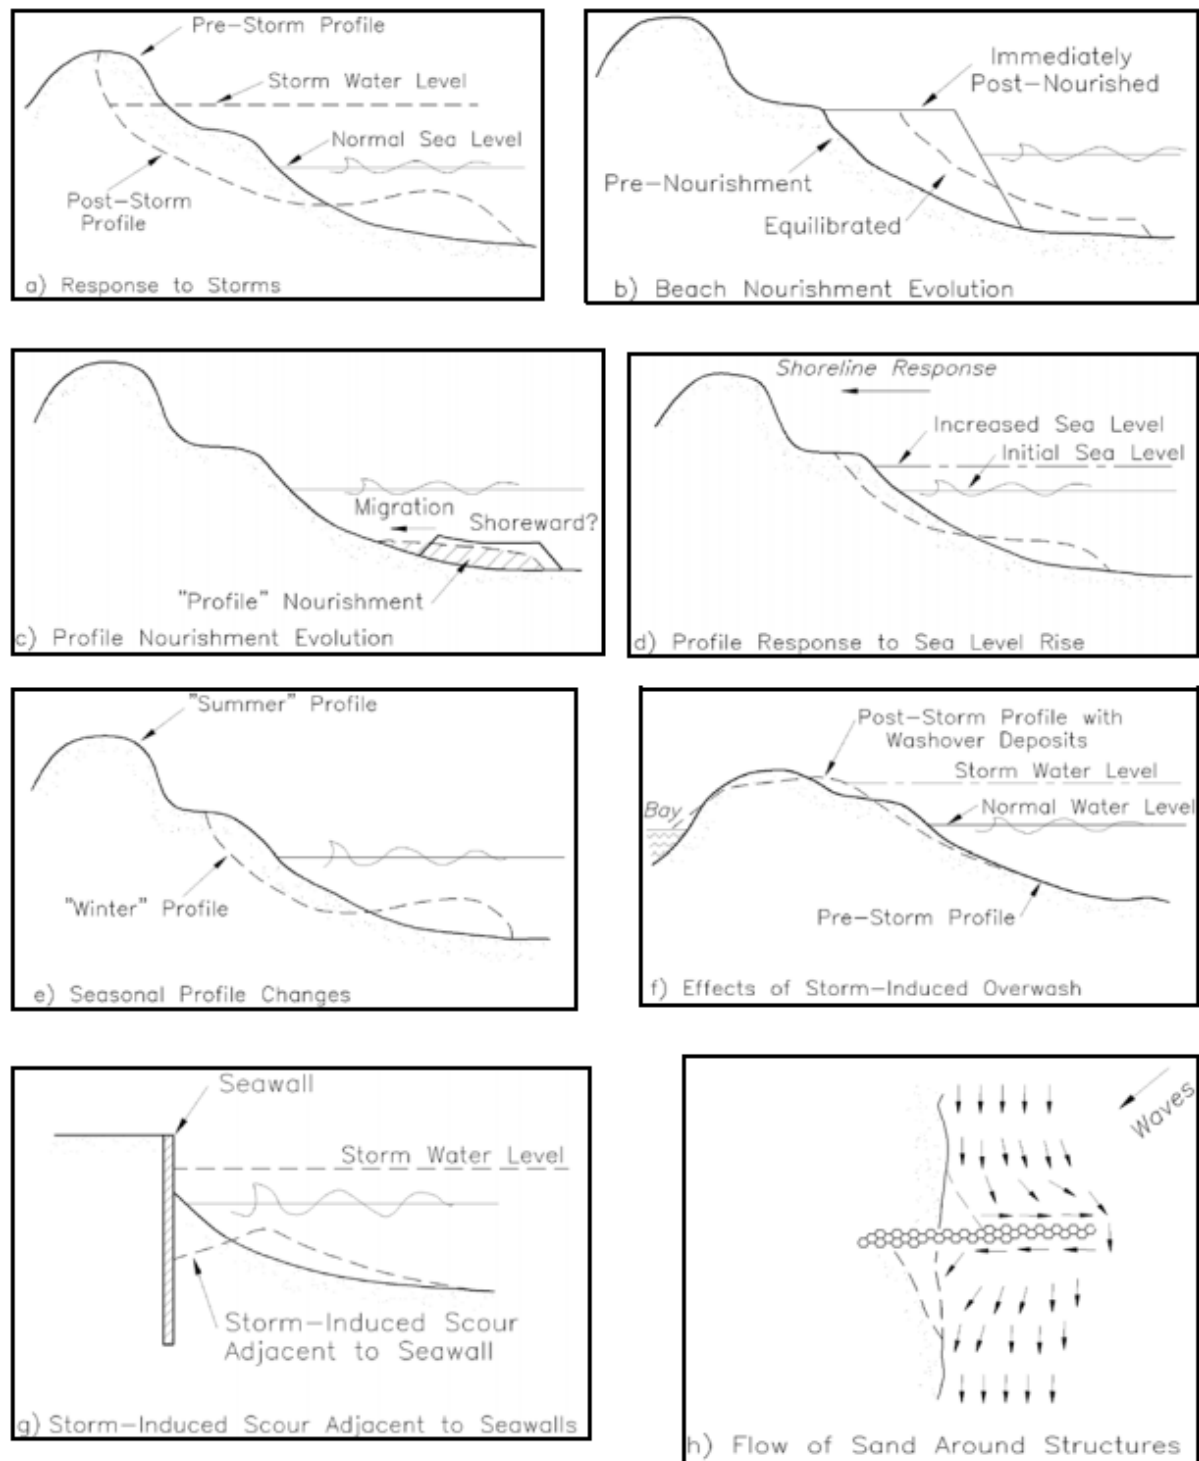 Pre-Storm Profile
Storm Water Level
Normal Sea Level
Post-Storm
Profile
a) Response to Storms
Immediately
Post-Nourished
Pre-Nourishment
Equilibrated
b) Beach Nourishment Evolution
Migration
Shoreward?
"Profile" Nourishment
c) Profile Nourishment Evolution
Shoreline Response
Increased Sea Level
Initial Sea Level
d) Profile Response to Sea Level Rise
"Summer" Profile
"Winter" Profile
e) Seasonal Profile Changes
Post-Storm Profile with
Washover Deposits
Storm Water Level
Bay
Normal Water Level
Pre-Storm Profile
f) Effects of Storm-Induced Overwash
Seawall
Storm Water Level
Storm-Induced Scour
Adjacent to Seawall
g) Storm-Induced Scour Adjacent to Seawalls
Waves
h) Flow of Sand Around Structures